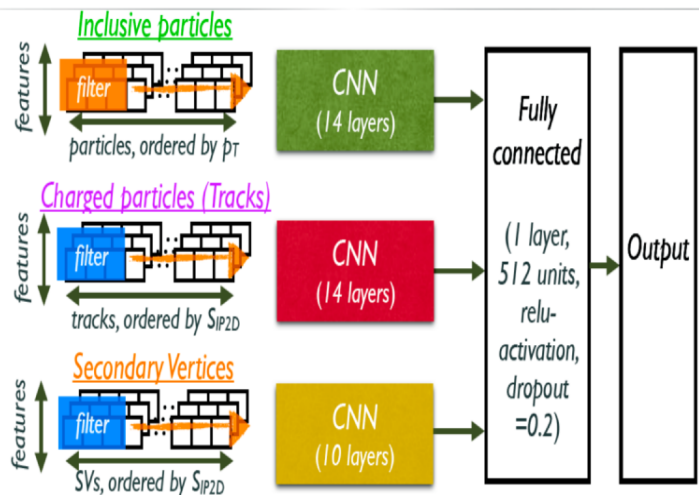 Inclusive particles
features
filter
particles, ordered by pT
CNN
(14 layers)
Charged particles (Tracks)
features
filter
tracks, ordered by SIP2D
CNN
(14 layers)
Secondary Vertices
features
filter
SVs, ordered by SIP2D
CNN
(10 layers)
Fully
connected
(1 layer,
512 units,
relu-
activation,
dropout
=0.2)
Output